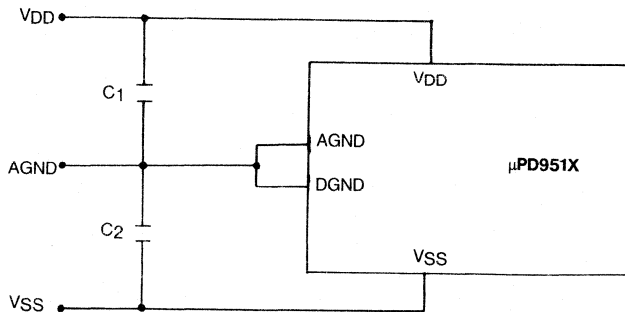 VDD
VDD
C1
AGND
AGND
DGND
µPD951X
C2
VSS
VSS